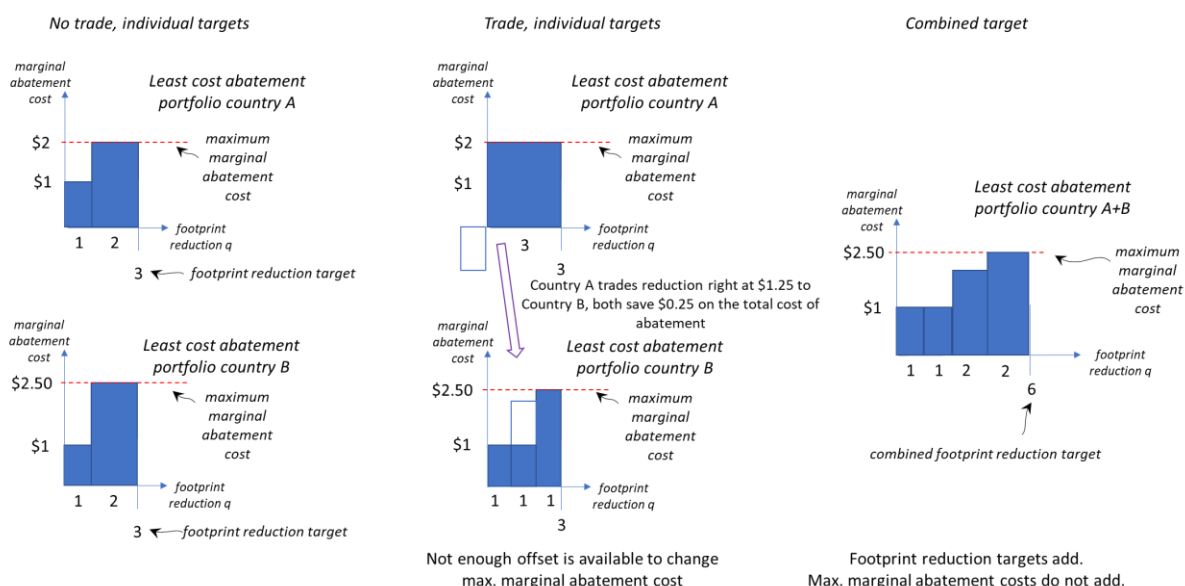 No trade, individual targets
marginal
abatement
cost
Least cost abatement
portfolio country A
$2
$1
maximum
marginal
abatement
cost
footprint
reduction q
1 2
3 footprint reduction target
marginal
abatement
cost
Least cost abatement
portfolio country B
$2.50
$1
maximum
marginal
abatement
cost
footprint
reduction q
1 2
3 footprint reduction target
Trade, individual targets
marginal
abatement
cost
Least cost abatement
portfolio country A
$2
$1
maximum
marginal
abatement
cost
footprint
reduction q
3
3
Country A trades reduction right at $1.25 to
Country B, both save $0.25 on the total cost of
abatement
marginal
abatement
cost
Least cost abatement
portfolio country B
$2.50
$1
maximum
marginal
abatement
cost
footprint
reduction q
1 1 1
3
Not enough offset is available to change
max. marginal abatement cost
Combined target
marginal
abatement
cost
Least cost abatement
portfolio country A+B
$2.50
$1
maximum
marginal
abatement
cost
footprint
reduction q
1 1 2 2
6
combined footprint reduction target
Footprint reduction targets add.
Max. marginal abatement costs do not add.